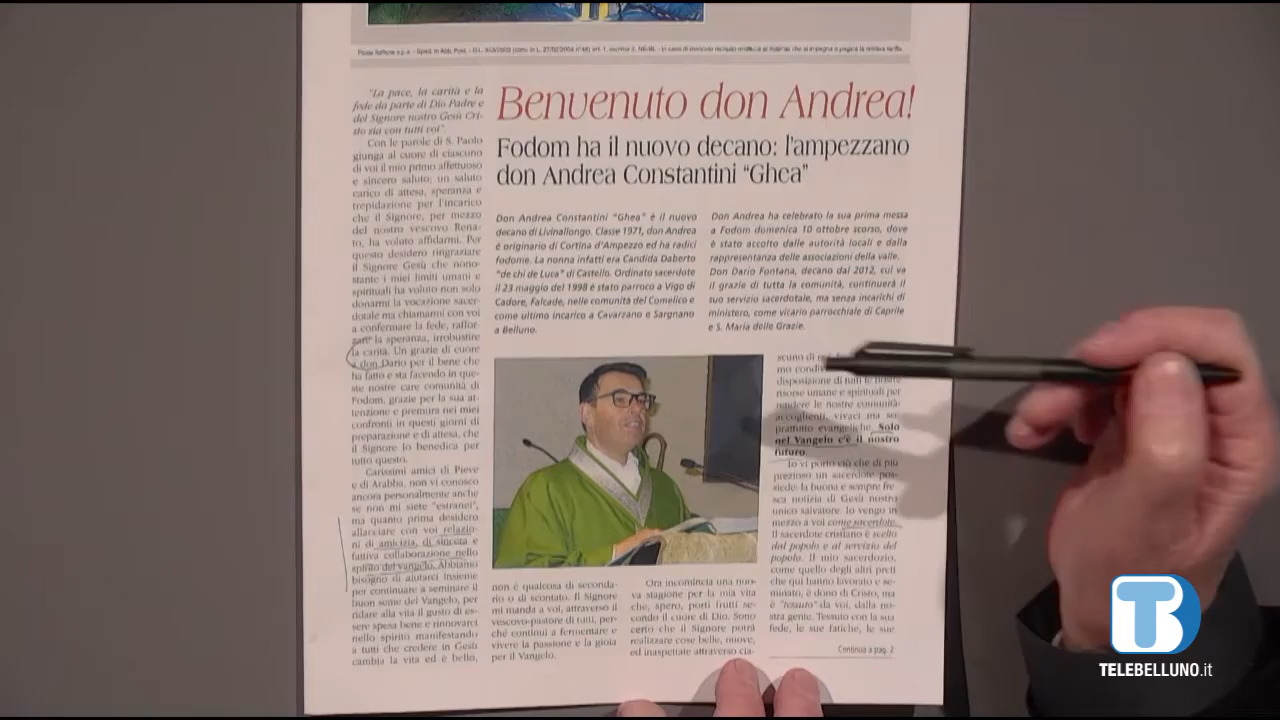 "La pace, la carità e la
fede da parte di Dio Padre e
del Signore nostro Gesù Cri-
sto sia con tutti voi".
Con le parole di S. Paolo
giunga al cuore di ciascuno
di voi il mio primo affettuoso
e sincero saluto; un saluto
carico di attesa, speranza e
trepidazione per l'incarico
che il Signore, per mezzo
del nostro vescovo Rena-
to, ha voluto affidarmi. Per
questo desidero ringraziare
il Signore Gesù che nono-
stante i miei limiti umani e
spirituali ha voluto non solo
donarmi la vocazione sacer-
dotale ma chiamarmi con voi
a confermare la fede, raffor-
zare la speranza, irrobustire
la carità. Un grazie di cuore
a don Dario per il bene che
ha fatto e sta facendo in que-
ste nostre care comunità di
Fodom, grazie per la sua at-
tenzione e premura nei miei
confronti in questi giorni di
preparazione e di attesa, che
il Signore lo benedica per
tutto questo.
Carissimi amici di Pieve
e di Arabba, non vi conosco
ancora personalmente anche
se non mi siete "estranei",
ma quanto prima desidero
allacciare con voi relazio-
ni di amicizia, di sincera e
fattiva collaborazione nello
spirito del vangelo. Abbiamo
bisogno di aiutarci insieme
per continuare a seminare il
buon seme del Vangelo, per
ridare alla vita il gusto di es-
sere spesa bene e rinnovarci
nello spirito manifestando
a tutti che credere in Gesù
cambia la vita ed è bello,
Benvenuto don Andrea!
Fodom ha il nuovo decano: l'ampezzano
don Andrea Constantini "Ghea"
Don Andrea Constantini "Ghea" è il nuovo
decano di Livinallongo. Classe 1971, don Andrea
è originario di Cortina d'Ampezzo ed ha radici
fodome. La nonna infatti era Candida Daberto
"de chi de Luca" di Castello. Ordinato sacerdote
il 23 maggio del 1998 è stato parroco a Vigo di
Cadore, Falcade, nelle comunità del Comelico e
come ultimo incarico a Cavarzano e Sargnano
a Belluno.
Don Andrea ha celebrato la sua prima messa
a Fodom domenica 10 ottobre scorso, dove
è stato accolto dalle autorità locali e dalla
rappresentanza delle associazioni della valle.
Don Dario Fontana, decano dal 2012, cui va
il grazie di tutta la comunità, continuerà il
suo servizio sacerdotale, ma senza incarichi di
ministero, come vicario parrocchiale di Caprile
e S. Maria delle Grazie.
non è qualcosa di seconda-
rio o di scontato. Il Signore
mi manda a voi, attraverso il
vescovo-pastore di tutti, per-
ché continui a fermentare e
vivere la passione e la gioia
per il Vangelo.
Ora incomincia una nuo-
va stagione per la mia vita
che, spero, porti frutti se-
condo il cuore di Dio. Sono
certo che il Signore potrà
realizzare cose belle, nuove,
ed inaspettate attraverso cia-
scuno di
mo
disposizione di tutti le nostre
risorse umane e spirituali per
rendere le nostre comunità:
accoglienti, vivaci ma so-
prattutto evangeliche. Solo
nel Vangelo c'è il nostro
futuro.
Io vi porto ciò che di più
prezioso un sacerdote pos-
siede: la buona e sempre fre-
sca notizia di Gesù nostro
unico salvatore. Io vengo in
mezzo a voi come sacerdote.
Il sacerdote cristiano è scelto
dal popolo e al servizio del
popolo. Il mio sacerdozio,
come quello degli altri preti
che qui hanno lavorato e se-
minato, è dono di Cristo, ma
è "tessuto" da voi, dalla no-
stra gente. Tessuto con la sua
fede, le sue fatiche, le sue
Continua a pag. 2
TELEBELLUNO.it